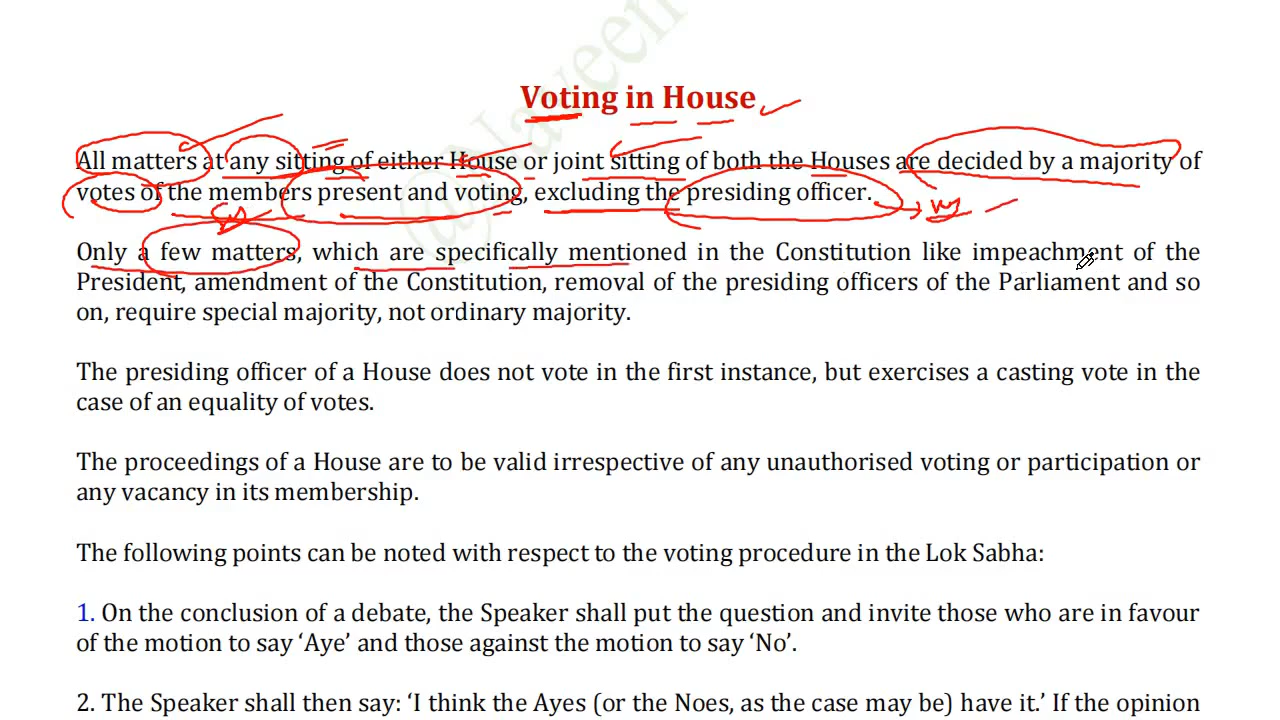 @Naveen
Voting in House
All matters at any sitting of either House or joint sitting of both the Houses are decided by a majority of
votes of the members present and voting, excluding the presiding officer.
Only a few matters, which are specifically mentioned in the Constitution like impeachment of the
President, amendment of the Constitution, removal of the presiding officers of the Parliament and so
on, require special majority, not ordinary majority.
The presiding officer of a House does not vote in the first instance, but exercises a casting vote in the
case of an equality of votes.
The proceedings of a House are to be valid irrespective of any unauthorised voting or participation or
any vacancy in its membership.
The following points can be noted with respect to the voting procedure in the Lok Sabha:
1. On the conclusion of a debate, the Speaker shall put the question and invite those who are in favour
of the motion to say ‘Aye’ and those against the motion to say ‘No’.
2. The Speaker shall then say: ‘I think the Ayes (or the Noes, as the case may be) have it.’ If the opinion